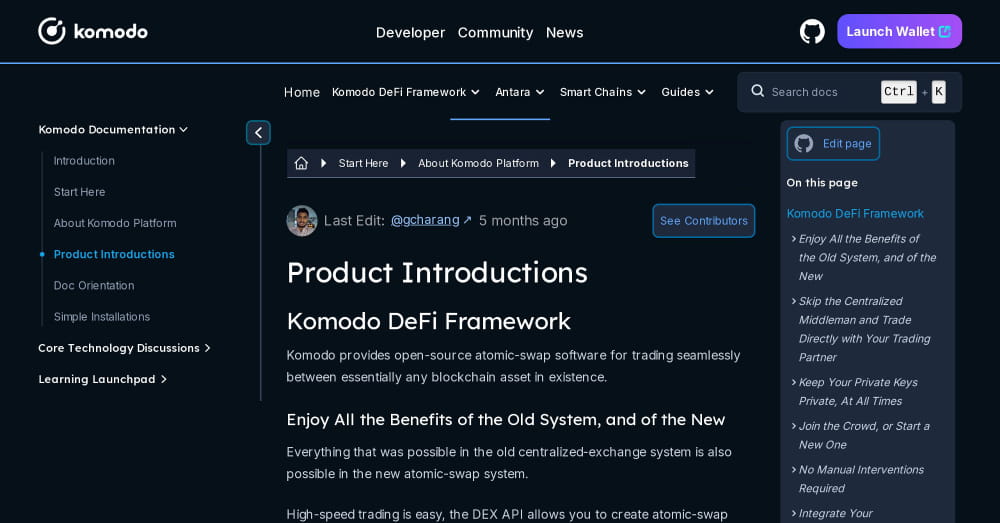 komodo
Developer Community News
Launch Wallet
Home Komodo DeFi Framework Antara Smart Chains Guides
Search docs Ctrl + K
Komodo Documentation
Introduction
Start Here
About Komodo Platform
Product Introductions
Doc Orientation
Simple Installations
Core Technology Discussions
Learning Launchpad
Start Here About Komodo Platform Product Introductions
Last Edit: @gcharang ↗ 5 months ago
See Contributors
Product Introductions
Komodo DeFi Framework
Komodo provides open-source atomic-swap software for trading seamlessly
between essentially any blockchain asset in existence.
Enjoy All the Benefits of the Old System, and of the New
Everything that was possible in the old centralized-exchange system is also
possible in the new atomic-swap system.
High-speed trading is easy, the DEX API allows you to create atomic-swap
Edit page
On this page
Komodo DeFi Framework
Enjoy All the Benefits of
the Old System, and of the
New
Skip the Centralized
Middleman and Trade
Directly with Your Trading
Partner
Keep Your Private Keys
Private, At All Times
Join the Crowd, or Start a
New One
No Manual Interventions
Required
Integrate Your